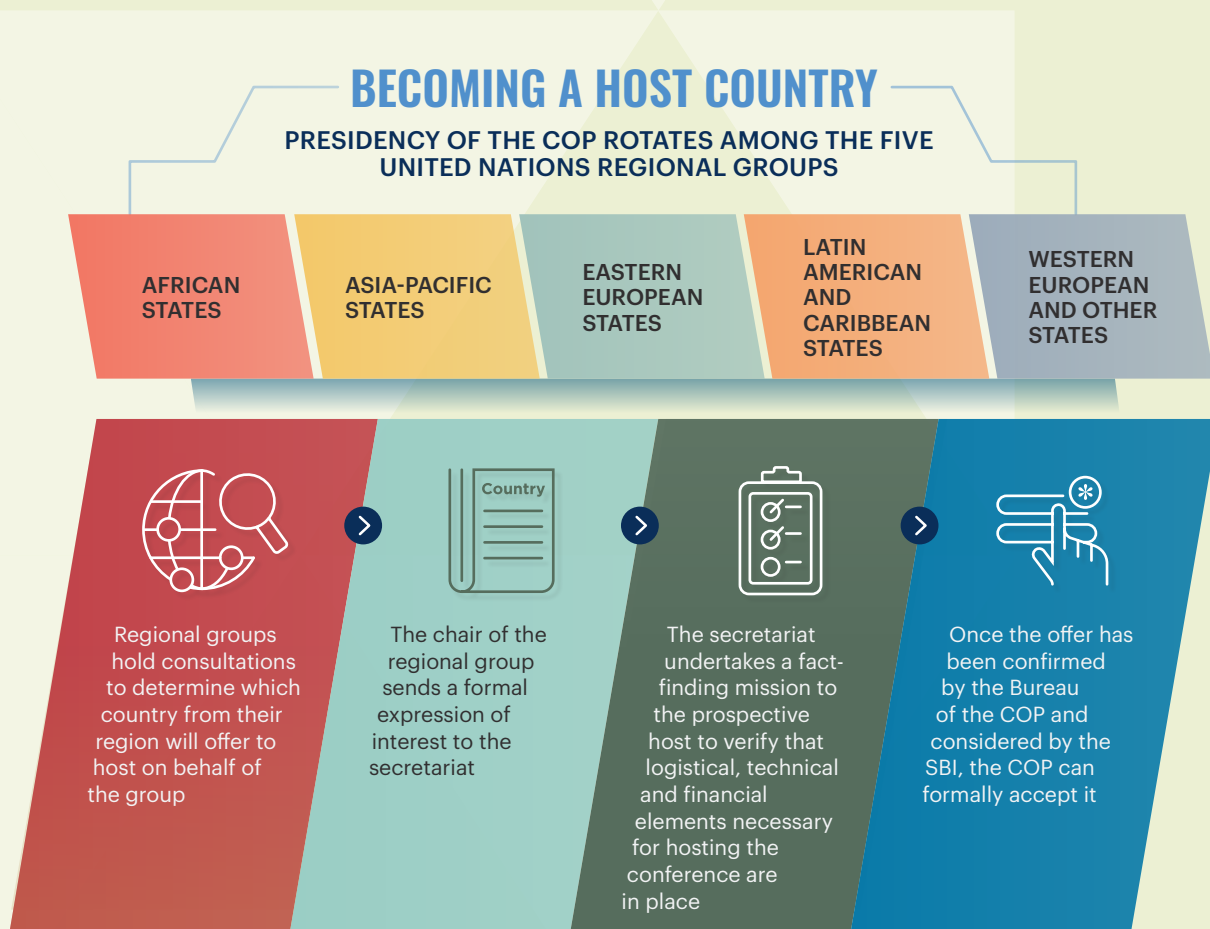 BECOMING A HOST COUNTRY
PRESIDENCY OF THE COP ROTATES AMONG THE FIVE
UNITED NATIONS REGIONAL GROUPS
AFRICAN
STATES
ASIA-PACIFIC
STATES
EASTERN
EUROPEAN
STATES
LATIN
AMERICAN
AND
CARIBBEAN
STATES
WESTERN
EUROPEAN
AND OTHER
STATES
Regional groups
hold consultations
to determine which
country from their
region will offer to
host on behalf of
the group
Country
The chair of the
regional group
sends a formal
expression of
interest to the
secretariat
The secretariat
undertakes a fact-
finding mission to
the prospective
host to verify that
logistical, technical
and financial
elements necessary
for hosting the
conference are
in place
*
Once the offer has
been confirmed
by the Bureau
of the COP and
considered by the
SBI, the COP can
formally accept it